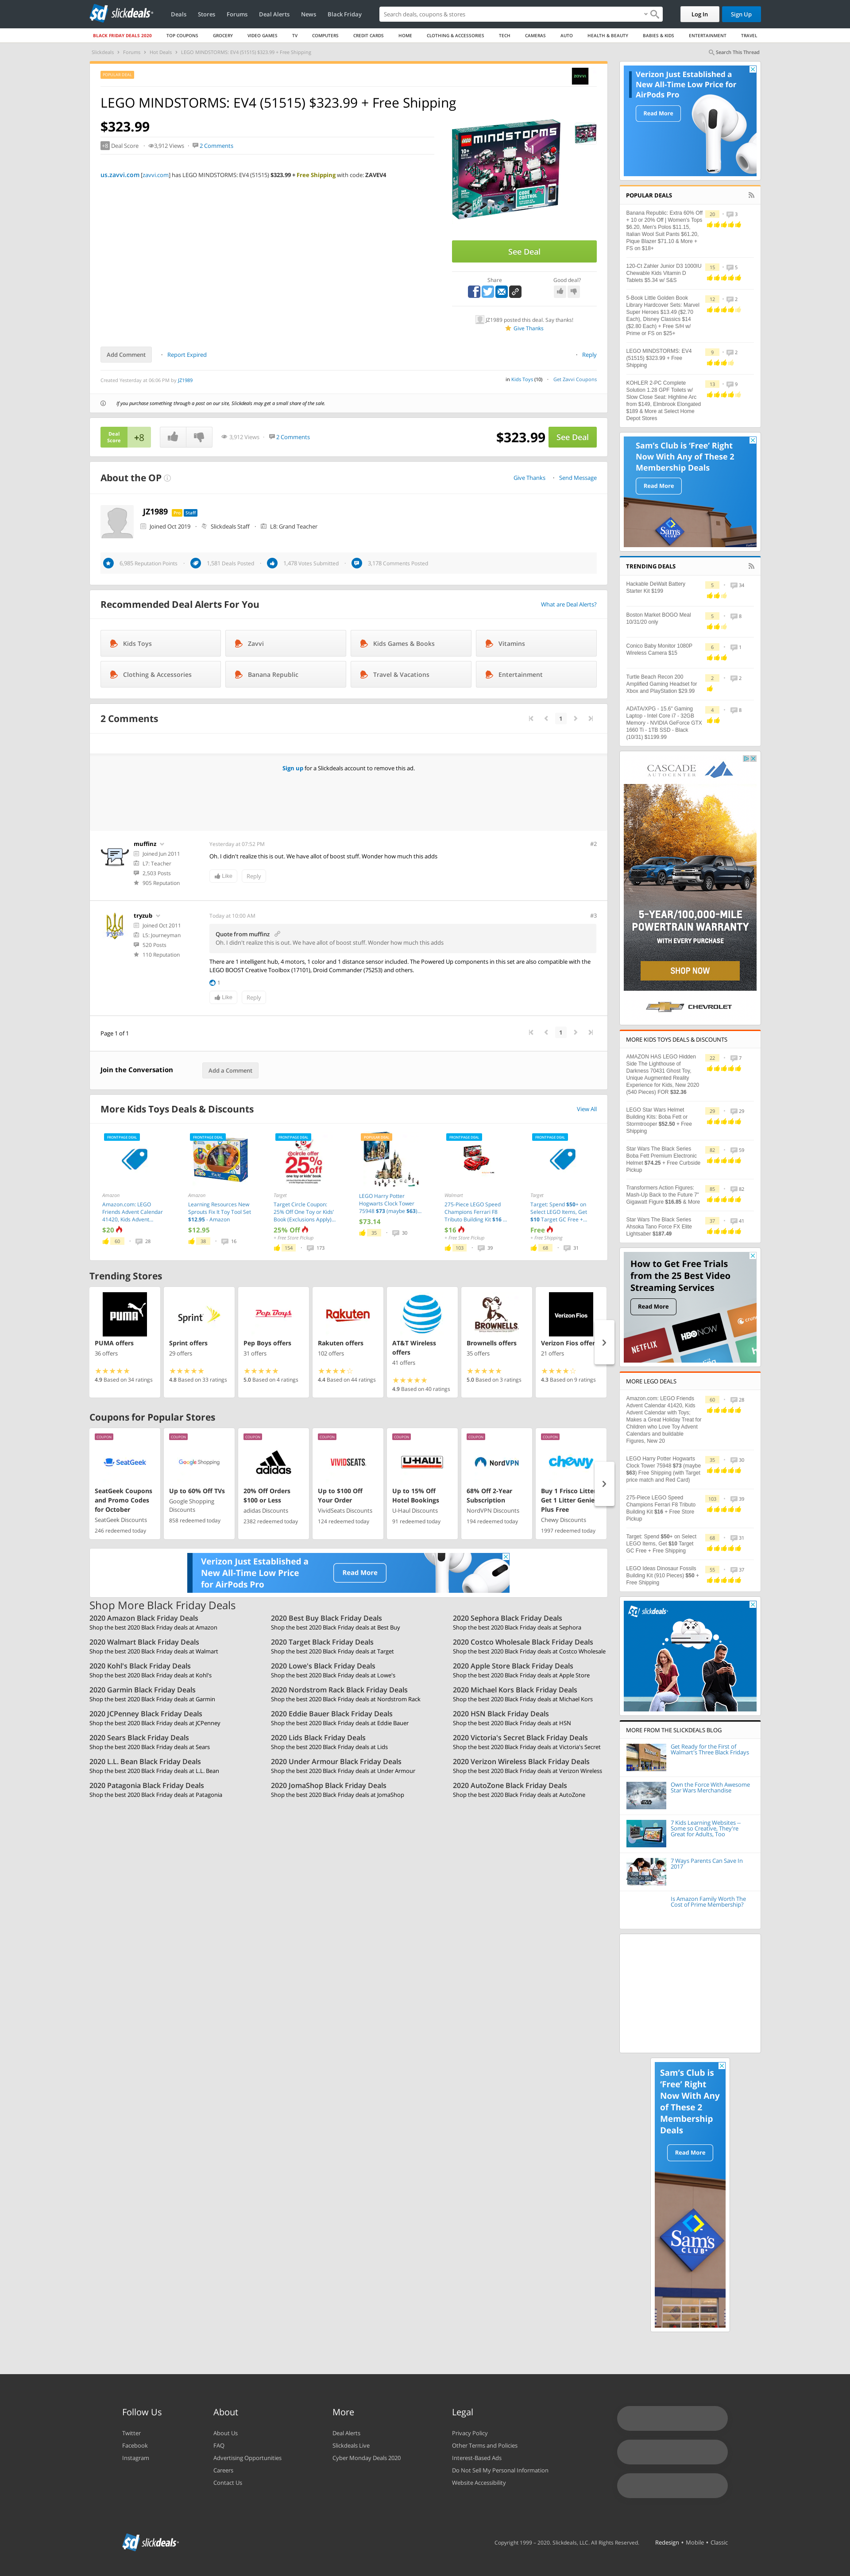 slickdeals
Deals
Stores
Forums
Deal Alerts
News
Black Friday
Search deals, coupons & stores
Log In
Sign Up
BLACK FRIDAY DEALS 2020
TOP COUPONS
GROCERY
VIDEO GAMES
TV
COMPUTERS
CREDIT CARDS
HOME
CLOTHING & ACCESSORIES
TECH
CAMERAS
AUTO
HEALTH & BEAUTY
BABIES & KIDS
ENTERTAINMENT
TRAVEL
Slickdeals > Forums > Hot Deals > LEGO MINDSTORMS: EV4 (51515) $323.99 + Free Shipping
Search This Thread
POPULAR DEAL
LEGO MINDSTORMS: EV4 (51515) $323.99 + Free Shipping
$323.99
+8 Deal Score
3,912 Views
2 Comments
us.zavvi.com [zavvi.com] has LEGO MINDSTORMS: EV4 (51515) $323.99 + Free Shipping with code: ZAVEV4
mindstorms
See Deal
Share
Good deal?
JZ1989 posted this deal. Say thanks!
Give Thanks
Add Comment
Report Expired
Reply
Created Yesterday at 06:06 PM by JZ1989
in Kids Toys (10)
Get Zavvi Coupons
If you purchase something through a post on our site, Slickdeals may get a small share of the sale.
Deal Score +8
3,912 Views
2 Comments
$323.99
See Deal
About the OP
Give Thanks
Send Message
JZ1989 Pro Staff
Joined Oct 2019
Slickdeals Staff
L8: Grand Teacher
6,985 Reputation Points
1,581 Deals Posted
1,478 Votes Submitted
3,178 Comments Posted
Recommended Deal Alerts For You
What are Deal Alerts?
Kids Toys
Zavvi
Kids Games & Books
Vitamins
Clothing & Accessories
Banana Republic
Travel & Vacations
Entertainment
2 Comments
1
Sign up for a Slickdeals account to remove this ad.
muffinz
Joined Jun 2011
L7: Teacher
2,503 Posts
905 Reputation
Yesterday at 07:52 PM
#2
Oh. I didn't realize this is out. We have allot of boost stuff. Wonder how much this adds
Like
Reply
tryzub
Joined Oct 2011
L5: Journeyman
520 Posts
110 Reputation
Today at 10:00 AM
#3
Quote from muffinz
Oh. I didn't realize this is out. We have allot of boost stuff. Wonder how much this adds
There are 1 intelligent hub, 4 motors, 1 color and 1 distance sensor included. The Powered Up components in this set are also compatible with the
LEGO BOOST Creative Toolbox (17101), Droid Commander (75253) and others.
1
Like
Reply
Page 1 of 1
1
Join the Conversation
Add a Comment
More Kids Toys Deals & Discounts
View All
FRONTPAGE DEAL
Amazon
Amazon.com: LEGO
Friends Advent Calendar
41420, Kids Advent...
$20
60
28
FRONTPAGE DEAL
Amazon
Learning Resources New
Sprouts Fix It Toy Tool Set
$12.95 - Amazon
$12.95
38
16
FRONTPAGE DEAL
circle offer
25% off
one toy or kids' book
Target
Target Circle Coupon:
25% Off One Toy or Kids'
Book (Exclusions Apply)...
25% Off
+ Free Store Pickup
154
173
POPULAR DEAL
LEGO Harry Potter
Hogwarts Clock Tower
75948 $73 (maybe $63)...
$73.14
35
30
FRONTPAGE DEAL
Walmart
275-Piece LEGO Speed
Champions Ferrari F8
Tributo Building Kit $16 ...
$16
+ Free Store Pickup
103
39
FRONTPAGE DEAL
Target
Target: Spend $50+ on
Select LEGO Items, Get
$10 Target GC Free + ...
Free
+ Free Shipping
68
31
Trending Stores
PUMA
PUMA offers
36 offers
4.9 Based on 34 ratings
Sprint
Sprint offers
29 offers
4.8 Based on 33 ratings
Pep Boys
Pep Boys offers
31 offers
5.0 Based on 4 ratings
Rakuten
Rakuten offers
102 offers
4.4 Based on 44 ratings
AT&T
AT&T Wireless
offers
41 offers
4.9 Based on 40 ratings
BROWNELLS
Brownells offers
35 offers
5.0 Based on 3 ratings
Verizon Fios
Verizon Fios offers
21 offers
4.3 Based on 9 ratings
Coupons for Popular Stores
COUPON
SeatGeek
SeatGeek Coupons
and Promo Codes
for October
SeatGeek Discounts
246 redeemed today
COUPON
Google Shopping
Up to 60% Off TVs
Google Shopping
Discounts
858 redeemed today
COUPON
adidas
20% Off Orders
$100 or Less
adidas Discounts
2382 redeemed today
COUPON
VIVIDSEATS.
Up to $100 Off
Your Order
VividSeats Discounts
124 redeemed today
COUPON
U-HAUL
Up to 15% Off
Hotel Bookings
U-Haul Discounts
91 redeemed today
NordVPN
68% Off 2-Year
Subscription
NordVPN Discounts
194 redeemed today
COUPON
chewy
Buy 1 Frisco Litter,
Get 1 Litter Genie
Plus Free
Chewy Discounts
1997 redeemed today
Verizon Just Established a
New All-Time Low Price
for AirPods Pro
Read More
Shop More Black Friday Deals
2020 Amazon Black Friday Deals
Shop the best 2020 Black Friday deals at Amazon
2020 Best Buy Black Friday Deals
Shop the best 2020 Black Friday deals at Best Buy
2020 Sephora Black Friday Deals
Shop the best 2020 Black Friday deals at Sephora
2020 Walmart Black Friday Deals
Shop the best 2020 Black Friday deals at Walmart
2020 Target Black Friday Deals
Shop the best 2020 Black Friday deals at Target
2020 Costco Wholesale Black Friday Deals
Shop the best 2020 Black Friday deals at Costco Wholesale
2020 Kohl's Black Friday Deals
Shop the best 2020 Black Friday deals at Kohl's
2020 Lowe's Black Friday Deals
Shop the best 2020 Black Friday deals at Lowe's
2020 Apple Store Black Friday Deals
Shop the best 2020 Black Friday deals at Apple Store
2020 Garmin Black Friday Deals
Shop the best 2020 Black Friday deals at Garmin
2020 Nordstrom Rack Black Friday Deals
Shop the best 2020 Black Friday deals at Nordstrom Rack
2020 Michael Kors Black Friday Deals
Shop the best 2020 Black Friday deals at Michael Kors
2020 JCPenney Black Friday Deals
Shop the best 2020 Black Friday deals at JCPenney
2020 Eddie Bauer Black Friday Deals
Shop the best 2020 Black Friday deals at Eddie Bauer
2020 HSN Black Friday Deals
Shop the best 2020 Black Friday deals at HSN
2020 Sears Black Friday Deals
Shop the best 2020 Black Friday deals at Sears
2020 Lids Black Friday Deals
Shop the best 2020 Black Friday deals at Lids
2020 Victoria's Secret Black Friday Deals
Shop the best 2020 Black Friday deals at Victoria's Secret
2020 L.L. Bean Black Friday Deals
Shop the best 2020 Black Friday deals at L.L. Bean
2020 Under Armour Black Friday Deals
Shop the best 2020 Black Friday deals at Under Armour
2020 Verizon Wireless Black Friday Deals
Shop the best 2020 Black Friday deals at Verizon Wireless
2020 Patagonia Black Friday Deals
Shop the best 2020 Black Friday deals at Patagonia
2020 JomaShop Black Friday Deals
Shop the best 2020 Black Friday deals at JomaShop
2020 AutoZone Black Friday Deals
Shop the best 2020 Black Friday deals at AutoZone
Verizon Just Established a
New All-Time Low Price for
AirPods Pro
Read More
POPULAR DEALS
Banana Republic: Extra 60% Off
+ 10 or 20% Off | Women's Tops
$6.20, Men's Polos $11.15,
Italian Wool Suit Pants $61.20,
Pique Blazer $71.10 & More +
FS on $18+
20
3
120-Ct Zahler Junior D3 1000IU
Chewable Kids Vitamin D
Tablets $5.34 w/ S&S
15
5
5-Book Little Golden Book
Library Hardcover Sets: Marvel
Super Heroes $13.49 ($2.70
Each), Disney Classics $14
($2.80 Each) + Free S/H w/
Prime or FS on $25+
12
2
LEGO MINDSTORMS: EV4
(51515) $323.99 + Free
Shipping
9
2
KOHLER 2-PC Complete
Solution 1.28 GPF Toilets w/
Slow Close Seat: Highline Arc
from $149, Elmbrook Elongated
$189 & More at Select Home
Depot Stores
13
9
Sam's Club is 'Free' Right
Now With Any of These 2
Membership Deals
Read More
TRENDING DEALS
Hackable DeWalt Battery
Starter Kit $199
5
34
Boston Market BOGO Meal
10/31/20 only
5
8
Conico Baby Monitor 1080P
Wireless Camera $15
6
1
Turtle Beach Recon 200
Amplified Gaming Headset for
Xbox and PlayStation $29.99
2
2
ADATA/XPG - 15.6" Gaming
Laptop - Intel Core i7 - 32GB
Memory - NVIDIA GeForce GTX
1660 Ti - 1TB SSD - Black
(10/31) $1199.99
4
8
CASCADE
AUTOCENTER
5-YEAR/100,000-MILE
POWERTRAIN WARRANTY
WITH EVERY PURCHASE
SHOP NOW
CHEVROLET
MORE KIDS TOYS DEALS & DISCOUNTS
AMAZON HAS LEGO Hidden
Side The Lighthouse of
Darkness 70431 Ghost Toy,
Unique Augmented Reality
Experience for Kids, New 2020
(540 Pieces) FOR $32.36
22
7
LEGO Star Wars Helmet
Building Kits: Boba Fett or
Stormtrooper $52.50 + Free
Shipping
29
29
Star Wars The Black Series
Boba Fett Premium Electronic
Helmet $74.25 + Free Curbside
Pickup
62
59
Transformers Action Figures:
Mash-Up Back to the Future 7"
Gigawatt Figure $16.85 & More
85
82
Star Wars The Black Series
Ahsoka Tano Force FX Elite
Lightsaber $187.49
37
41
How to Get Free Trials
from the 25 Best Video
Streaming Services
Read More
NETFLIX
HBO NOW
MORE LEGO DEALS
Amazon.com: LEGO Friends
Advent Calendar 41420, Kids
Advent Calendar with Toys;
Makes a Great Holiday Treat for
Children who Love Toy Advent
Calendars and buildable
Figures, New 20
60
28
LEGO Harry Potter Hogwarts
Clock Tower 75948 $73 (maybe
$63) Free Shipping (with Target
price match and Red Card)
35
30
275-Piece LEGO Speed
Champions Ferrari F8 Tributo
Building Kit $16 + Free Store
Pickup
103
39
Target: Spend $50+ on Select
LEGO Items, Get $10 Target
GC Free + Free Shipping
68
31
LEGO Ideas Dinosaur Fossils
Building Kit (910 Pieces) $50 +
Free Shipping
55
37
slickdeals
MORE FROM THE SLICKDEALS BLOG
Get Ready for the First of
Walmart's Three Black Fridays
Own the Force With Awesome
Star Wars Merchandise
7 Kids Learning Websites –
Some so Creative, They're
Great for Adults, Too
7 Ways Parents Can Save In
2017
Is Amazon Family Worth The
Cost of Prime Membership?
Sam's Club is
'Free' Right
Now With Any
of These 2
Membership
Deals
Read More
Sam's
CLUB
Follow Us
Twitter
Facebook
Instagram
About
About Us
FAQ
Advertising Opportunities
Careers
Contact Us
More
Deal Alerts
Slickdeals Live
Cyber Monday Deals 2020
Legal
Privacy Policy
Other Terms and Policies
Interest-Based Ads
Do Not Sell My Personal Information
Website Accessibility
slickdeals
Copyright 1999 – 2020. Slickdeals, LLC. All Rights Reserved.
Redesign • Mobile • Classic